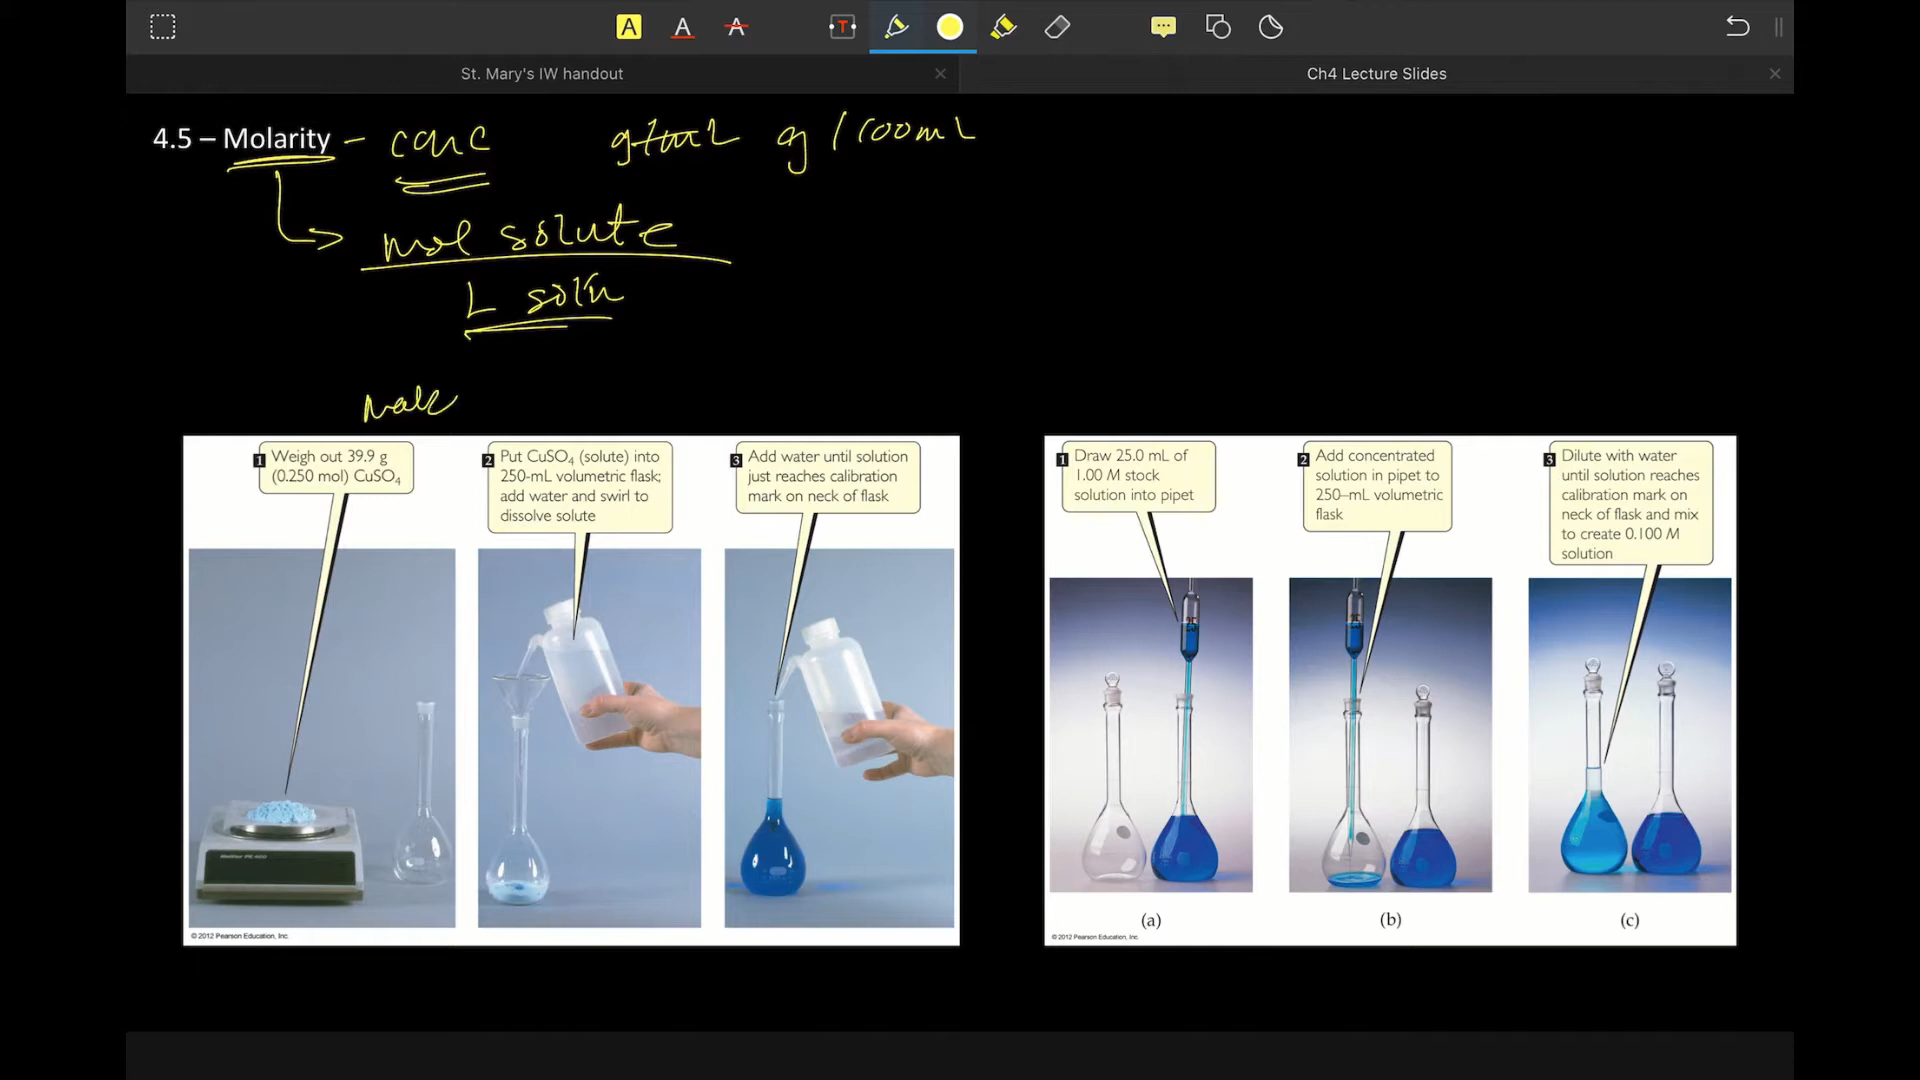 A A A T
St. Mary's IW handout
Ch4 Lecture Slides
4.5 – Molarity – conc g/mL g/100mL
mol solute
L sol'n
make
1 Weigh out 39.9 g
(0.250 mol) CuSO₄
2 Put CuSO₄ (solute) into
250-mL volumetric flask;
add water and swirl to
dissolve solute
3 Add water until solution
just reaches calibration
mark on neck of flask
© 2012 Pearson Education, Inc.
1 Draw 25.0 mL of
1.00 M stock
solution into pipet
2 Add concentrated
solution in pipet to
250–mL volumetric
flask
3 Dilute with water
until solution reaches
calibration mark on
neck of flask and mix
to create 0.100 M
solution
(a)
(b)
(c)
© 2012 Pearson Education, Inc.